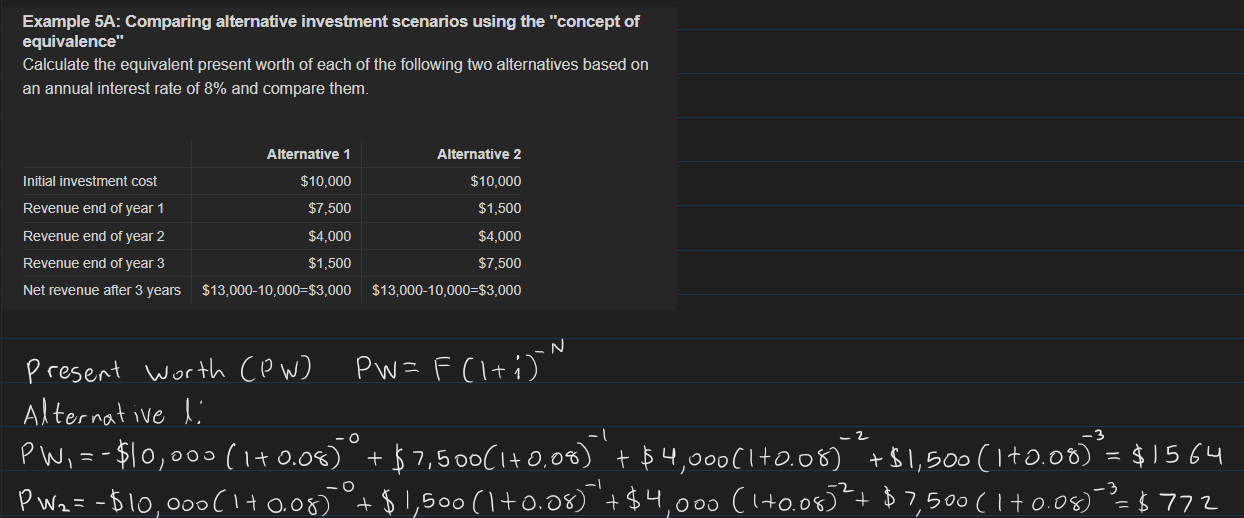 Example 5A: Comparing alternative investment scenarios using the "concept of
equivalence"
Calculate the equivalent present worth of each of the following two alternatives based on
an annual interest rate of 8% and compare them.
Alternative 1 Alternative 2
Initial investment cost $10,000 $10,000
Revenue end of year 1 $7,500 $1,500
Revenue end of year 2 $4,000 $4,000
Revenue end of year 3 $1,500 $7,500
Net revenue after 3 years $13,000-10,000=$3,000 $13,000-10,000=$3,000
Present Worth (PW) PW = F(1+i)⁻ᴺ
Alternative 1:
PW₁ = -$10,000(1+0.08)⁻⁰ + $7,500(1+0.08)⁻¹ + $4,000(1+0.08)⁻² + $1,500(1+0.08)⁻³ = $1564
PW₂ = -$10,000(1+0.08)⁻⁰ + $1,500(1+0.08)⁻¹ + $4,000(1+0.08)⁻² + $7,500(1+0.08)⁻³ = $772